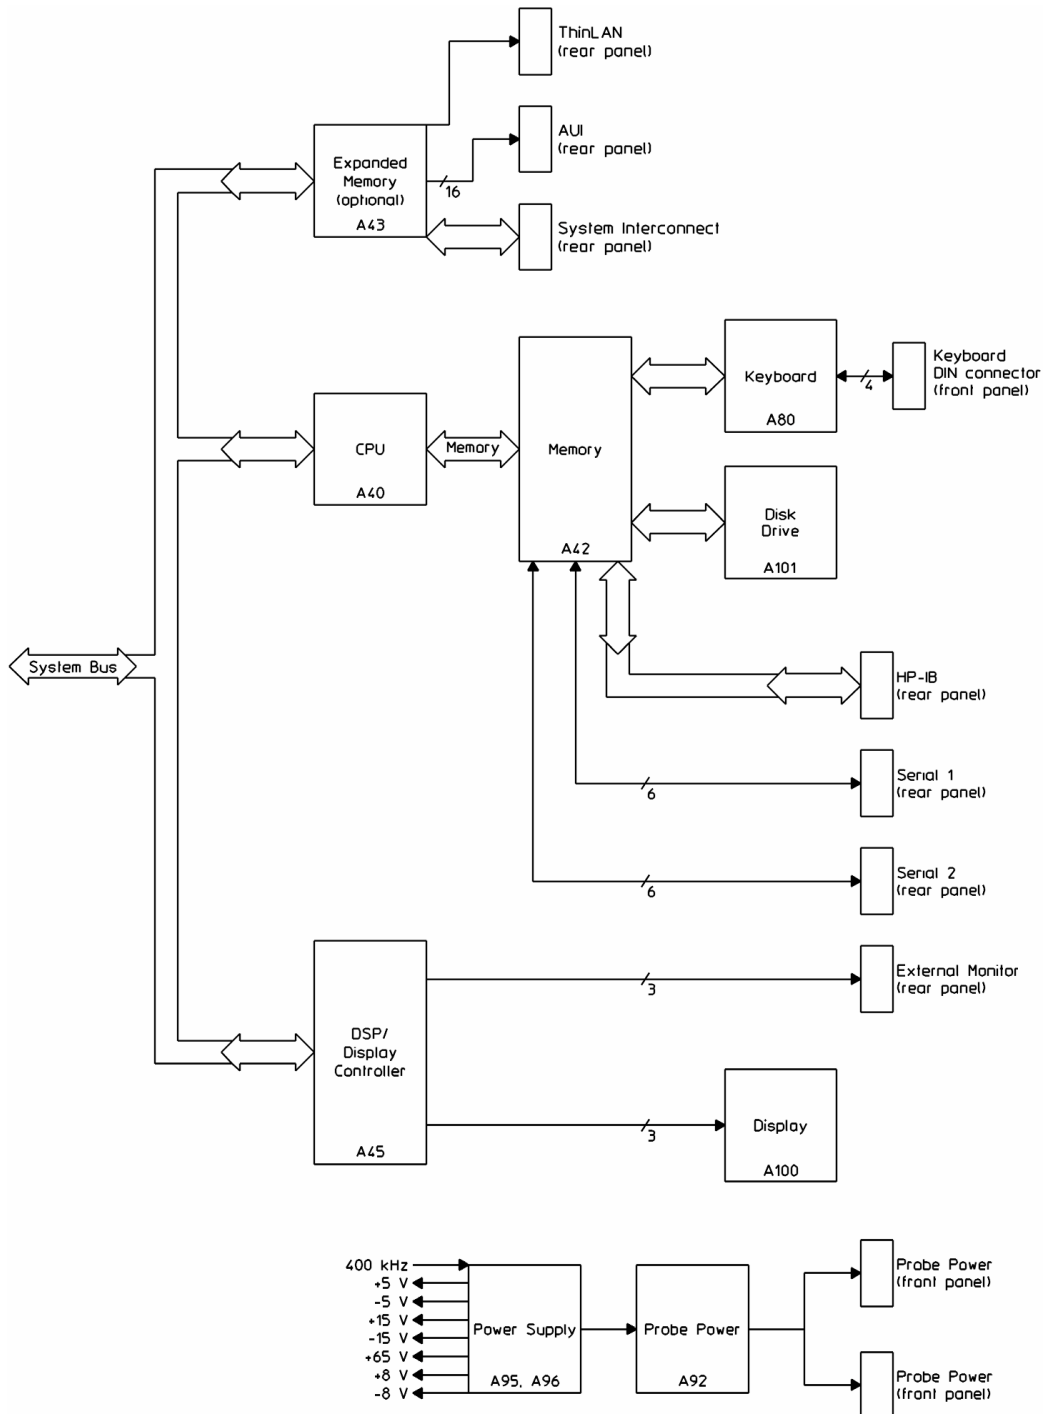 ThinLAN
(rear panel)
AUI
(rear panel)
Expanded
Memory
(optional)
A43
16
System Interconnect
(rear panel)
Keyboard
A80
4
Keyboard
DIN connector
(front panel)
CPU
A40
Memory
Memory
A42
Disk
Drive
A101
System Bus
HP-IB
(rear panel)
6
Serial 1
(rear panel)
6
Serial 2
(rear panel)
DSP/
Display
Controller
A45
3
External Monitor
(rear panel)
3
Display
A100
400 kHz
+5 V
-5 V
+15 V
-15 V
+65 V
+8 V
-8 V
Power Supply
A95, A96
Probe Power
A92
Probe Power
(front panel)
Probe Power
(front panel)